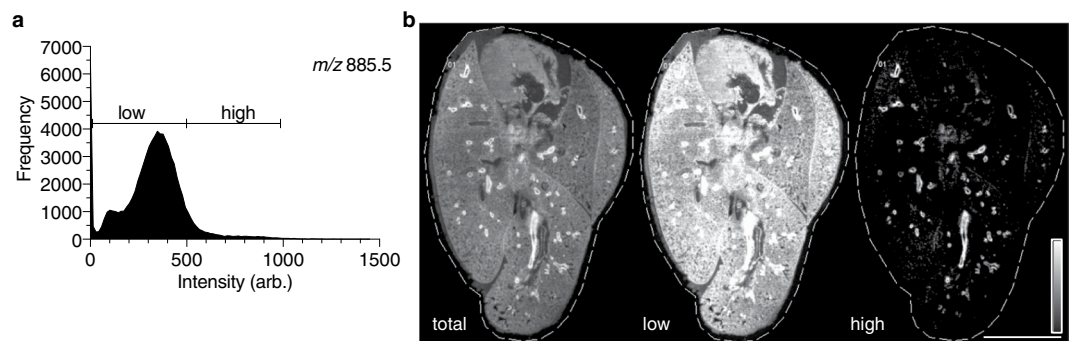 a
7000
6000
5000
4000
3000
2000
1000
0
Frequency
m/z 885.5
low high
0 500 1000 1500
Intensity (arb.)
b
01
total low high